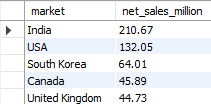 market net_sales_million
India 210.67
USA 132.05
South Korea 64.01
Canada 45.89
United Kingdom 44.73